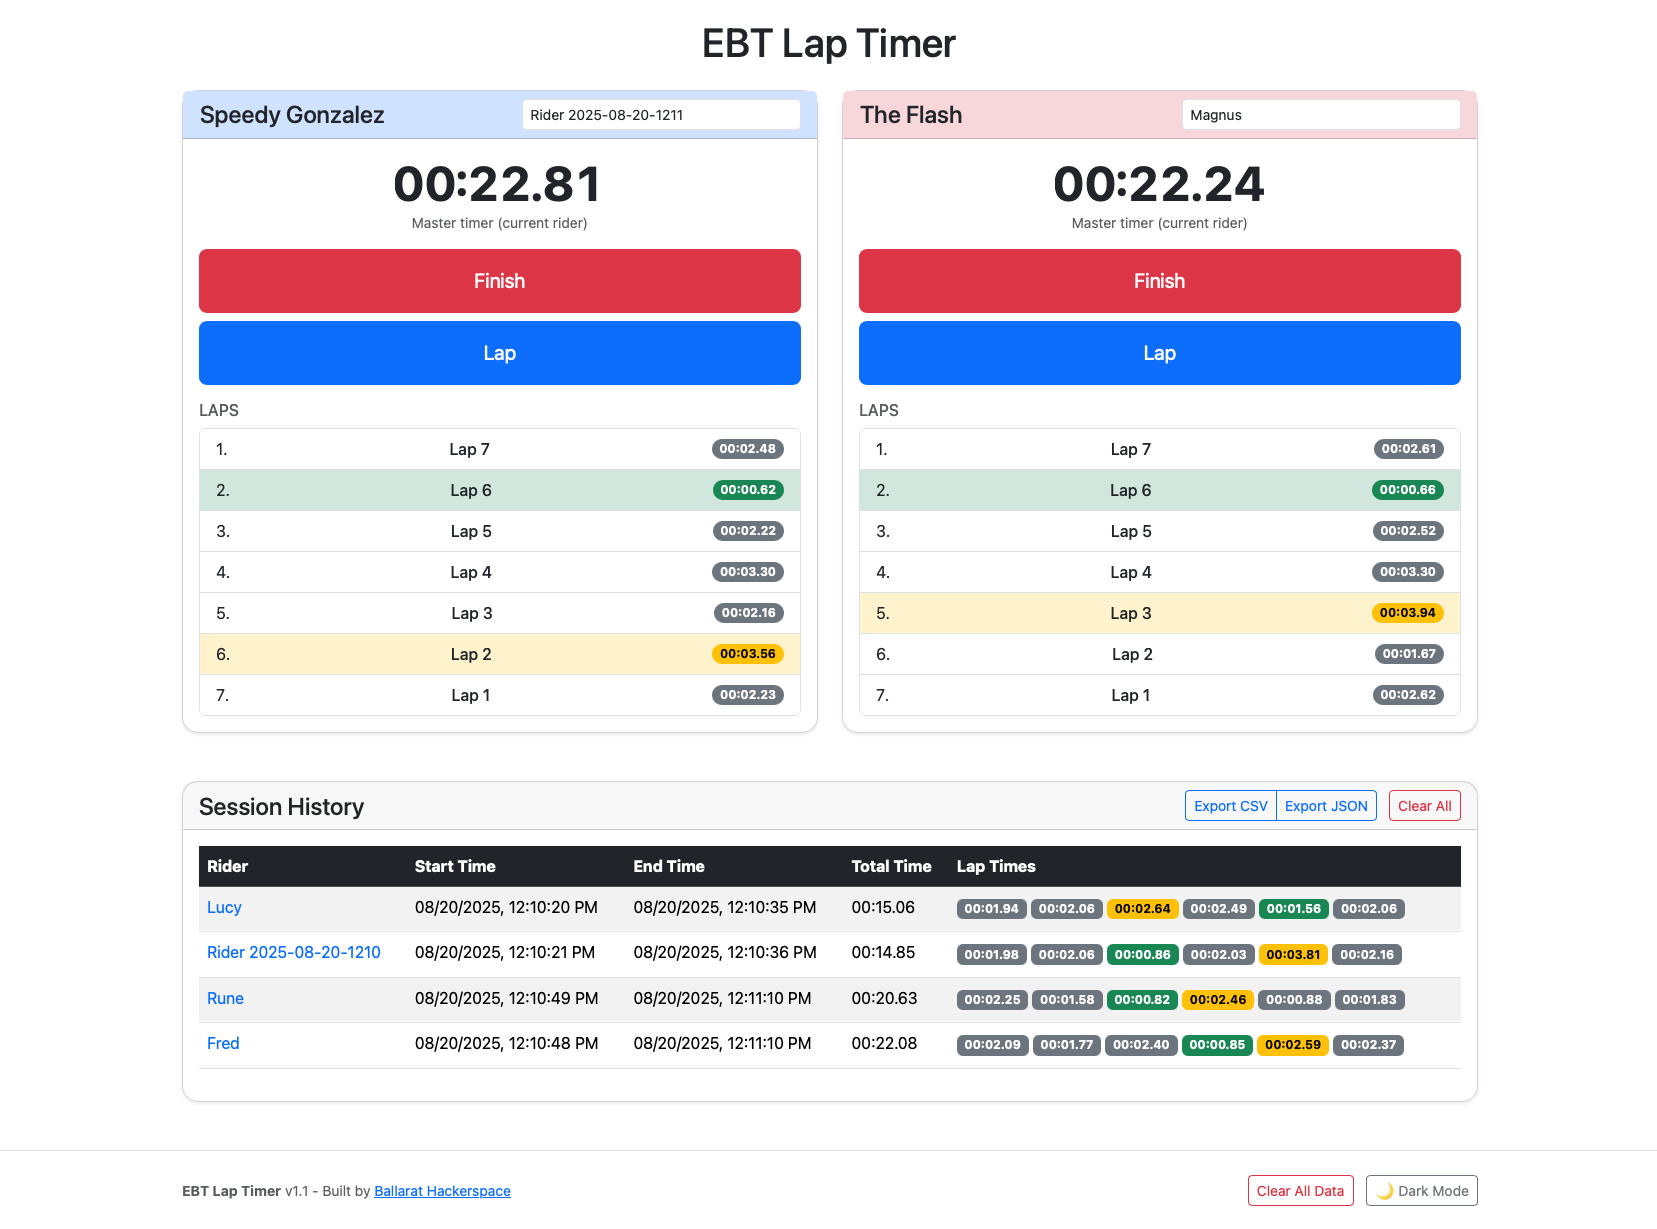 EBT Lap Timer
Speedy Gonzalez
Rider 2025-08-20-1211
00:22.81
Master timer (current rider)
Finish
Lap
LAPS
1. Lap 7 00:02.48
2. Lap 6 00:00.62
3. Lap 5 00:02.22
4. Lap 4 00:03.30
5. Lap 3 00:02.16
6. Lap 2 00:03.56
7. Lap 1 00:02.23
The Flash
Magnus
00:22.24
Master timer (current rider)
Finish
Lap
LAPS
1. Lap 7 00:02.61
2. Lap 6 00:00.66
3. Lap 5 00:02.52
4. Lap 4 00:03.30
5. Lap 3 00:03.94
6. Lap 2 00:01.67
7. Lap 1 00:02.62
Session History
Export CSV Export JSON Clear All
Rider Start Time End Time Total Time Lap Times
Lucy 08/20/2025, 12:10:20 PM 08/20/2025, 12:10:35 PM 00:15.06 00:01.94 00:02.06 00:02.64 00:02.49 00:01.56 00:02.06
Rider 2025-08-20-1210 08/20/2025, 12:10:21 PM 08/20/2025, 12:10:36 PM 00:14.85 00:01.98 00:02.06 00:00.86 00:02.03 00:03.81 00:02.16
Rune 08/20/2025, 12:10:49 PM 08/20/2025, 12:11:10 PM 00:20.63 00:02.25 00:01.58 00:00.82 00:02.46 00:00.88 00:01.83
Fred 08/20/2025, 12:10:48 PM 08/20/2025, 12:11:10 PM 00:22.08 00:02.09 00:01.77 00:02.40 00:00.85 00:02.59 00:02.37
EBT Lap Timer v1.1 - Built by Ballarat Hackerspace
Clear All Data 🌙 Dark Mode